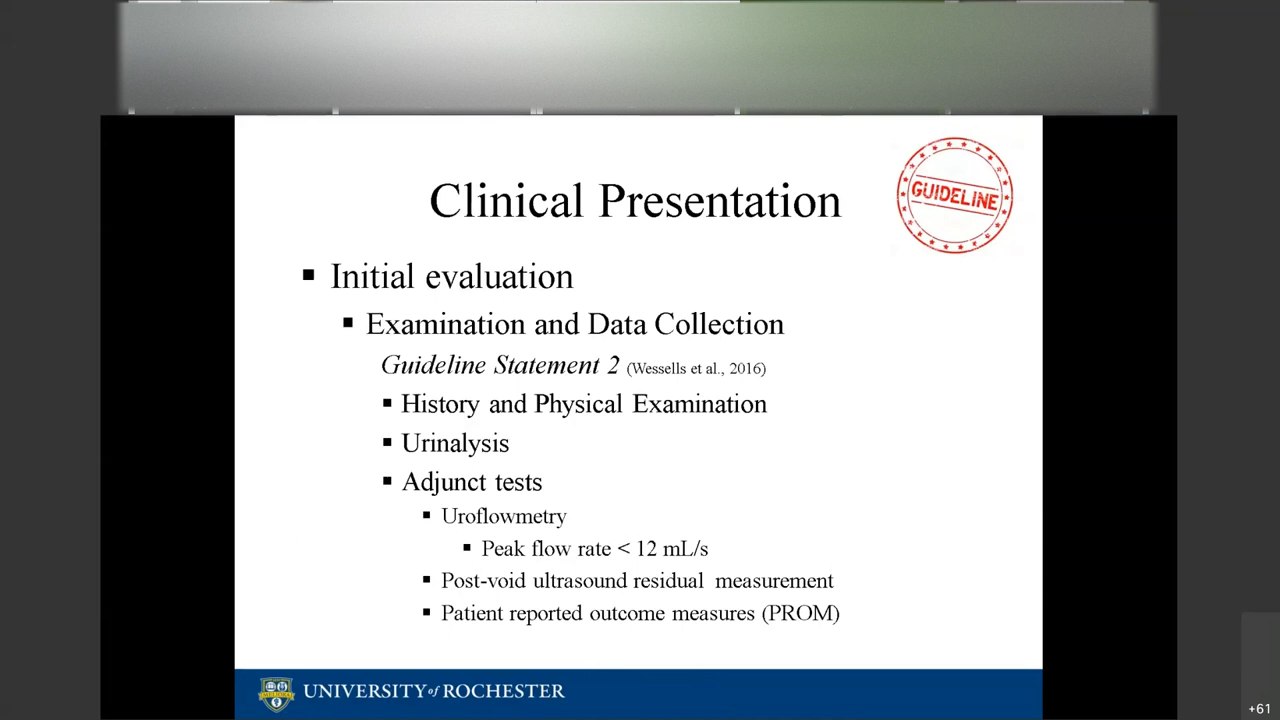 GUIDELINE
Clinical Presentation
Initial evaluation
Examination and Data Collection
Guideline Statement 2 (Wessells et al., 2016)
History and Physical Examination
Urinalysis
Adjunct tests
Uroflowmetry
Peak flow rate < 12 mL/s
Post-void ultrasound residual measurement
Patient reported outcome measures (PROM)
UNIVERSITY of ROCHESTER
+61